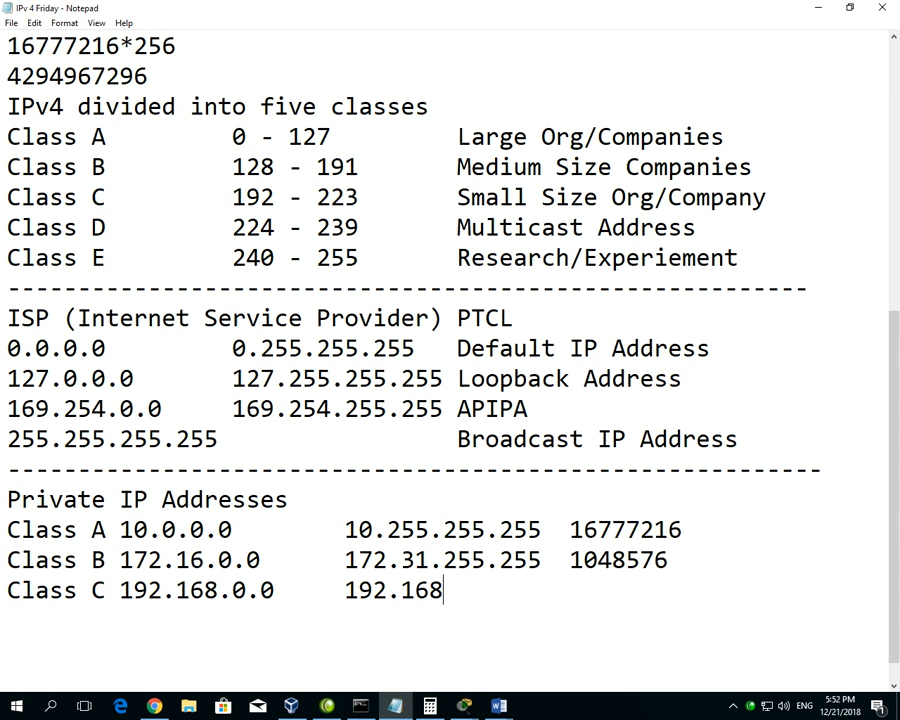 IPv 4 Friday - Notepad
File Edit Format View Help
16777216*256
4294967296
IPv4 divided into five classes
Class A 0 - 127 Large Org/Companies
Class B 128 - 191 Medium Size Companies
Class C 192 - 223 Small Size Org/Company
Class D 224 - 239 Multicast Address
Class E 240 - 255 Research/Experiement
---------------------------------------------------------
ISP (Internet Service Provider) PTCL
0.0.0.0 0.255.255.255 Default IP Address
127.0.0.0 127.255.255.255 Loopback Address
169.254.0.0 169.254.255.255 APIPA
255.255.255.255 Broadcast IP Address
----------------------------------------------------------
Private IP Addresses
Class A 10.0.0.0 10.255.255.255 16777216
Class B 172.16.0.0 172.31.255.255 1048576
Class C 192.168.0.0 192.168
ENG 5:52 PM
12/21/2018 1